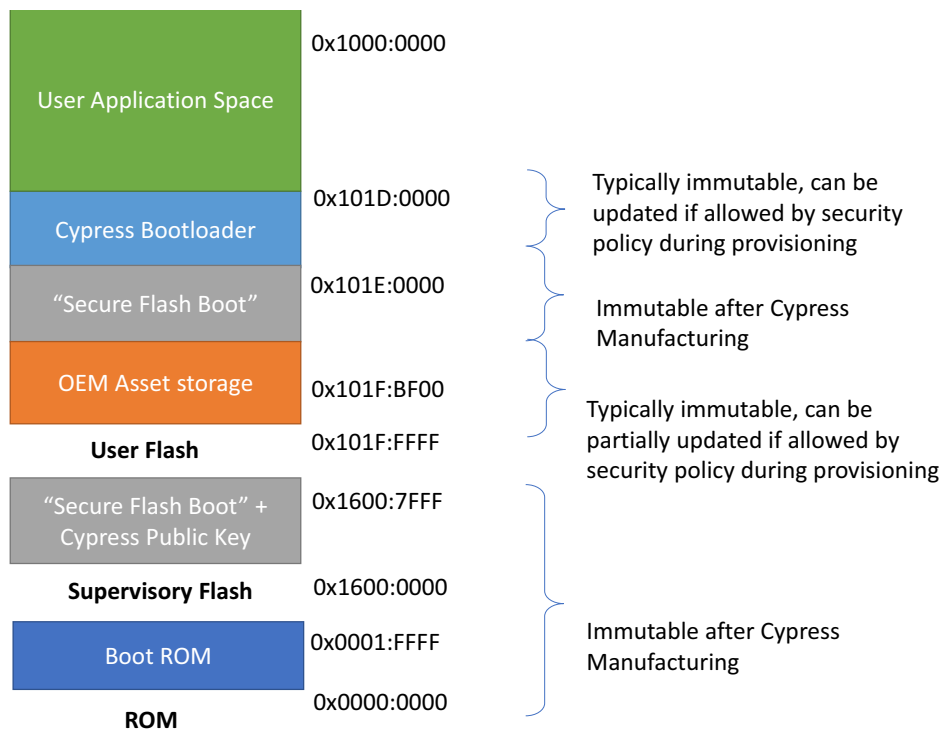 0x1000:0000
User Application Space
0x101D:0000
Typically immutable, can be
updated if allowed by security
policy during provisioning
Cypress Bootloader
0x101E:0000
“Secure Flash Boot”
Immutable after Cypress
Manufacturing
OEM Asset storage
0x101F:BF00
Typically immutable, can be
partially updated if allowed by
security policy during provisioning
0x101F:FFFF
User Flash
0x1600:7FFF
“Secure Flash Boot” +
Cypress Public Key
Supervisory Flash
0x1600:0000
0x0001:FFFF
Boot ROM
Immutable after Cypress
Manufacturing
0x0000:0000
ROM